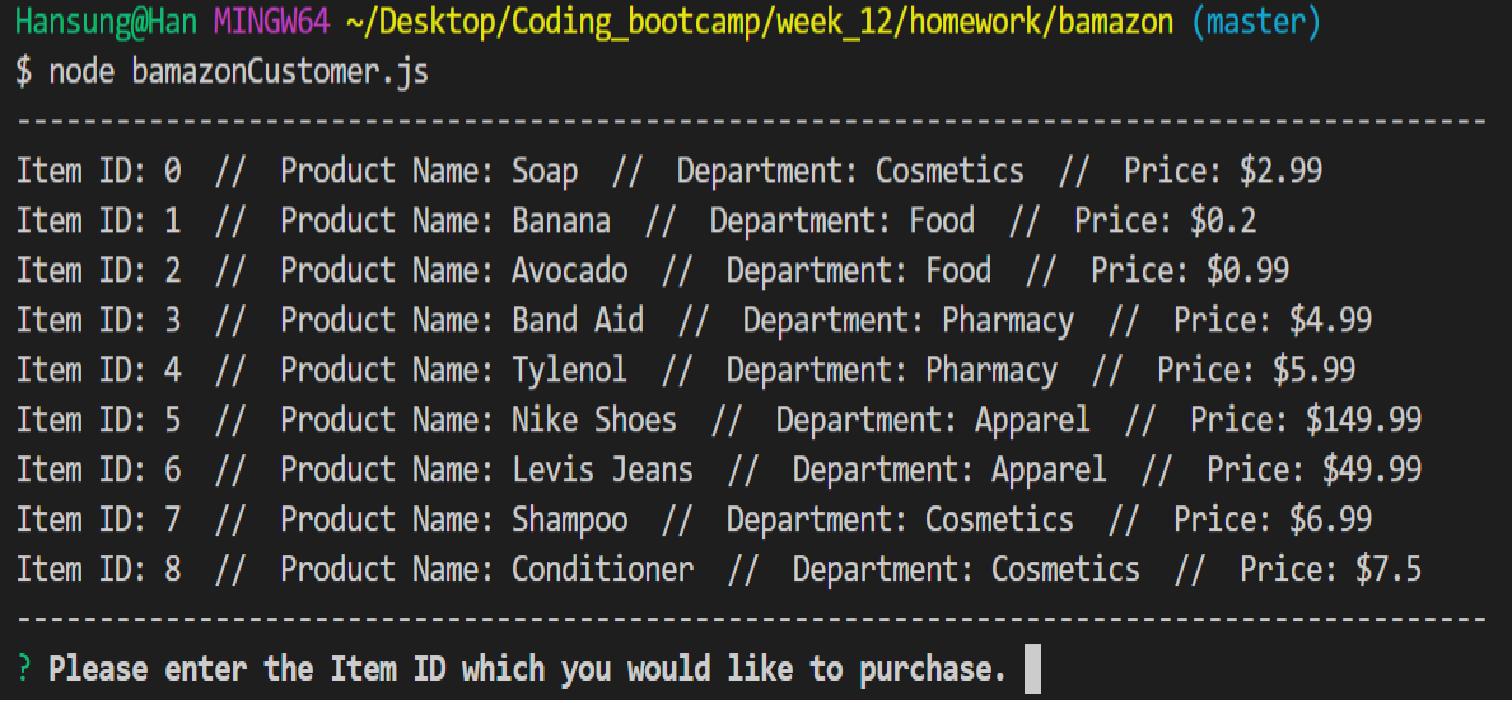 Hansung@Han MINGW64 ~/Desktop/Coding_bootcamp/week_12/homework/bamazon (master)
$ node bamazonCustomer.js
-----------------------------------------------------------------------------------------
Item ID: 0  //  Product Name: Soap  //  Department: Cosmetics  //  Price: $2.99
Item ID: 1  //  Product Name: Banana  //  Department: Food  //  Price: $0.2
Item ID: 2  //  Product Name: Avocado  //  Department: Food  //  Price: $0.99
Item ID: 3  //  Product Name: Band Aid  //  Department: Pharmacy  //  Price: $4.99
Item ID: 4  //  Product Name: Tylenol  //  Department: Pharmacy  //  Price: $5.99
Item ID: 5  //  Product Name: Nike Shoes  //  Department: Apparel  //  Price: $149.99
Item ID: 6  //  Product Name: Levis Jeans  //  Department: Apparel  //  Price: $49.99
Item ID: 7  //  Product Name: Shampoo  //  Department: Cosmetics  //  Price: $6.99
Item ID: 8  //  Product Name: Conditioner  //  Department: Cosmetics  //  Price: $7.5
-----------------------------------------------------------------------------------------
? Please enter the Item ID which you would like to purchase.